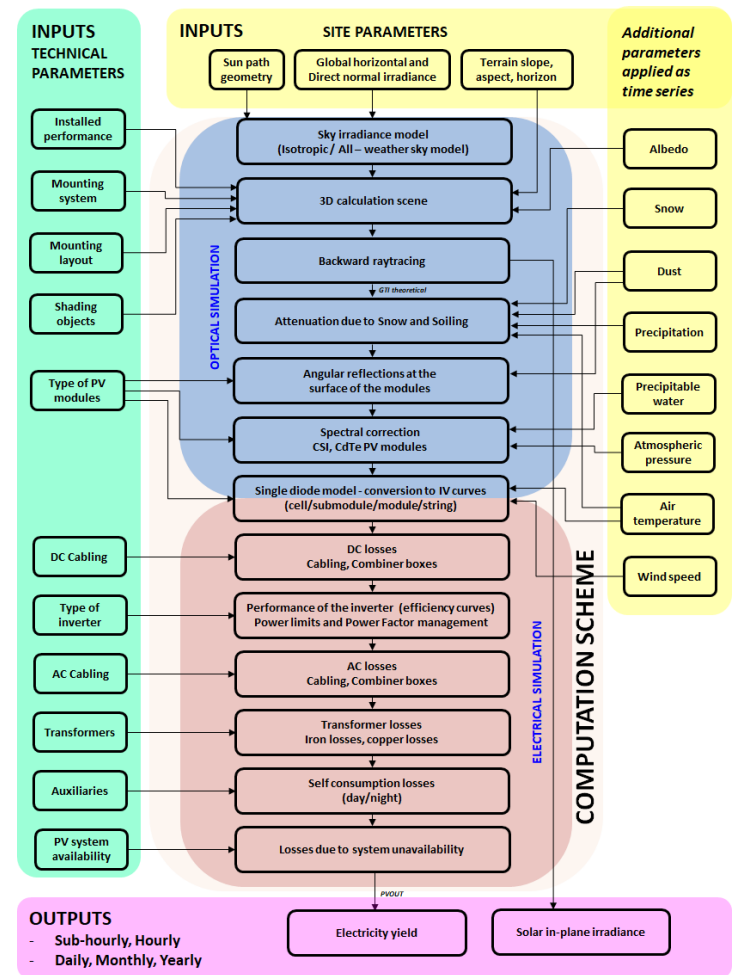 INPUTS
TECHNICAL
PARAMETERS
INPUTS
SITE PARAMETERS
Additional
parameters
applied as
time series
Sun path
geometry
Global horizontal and
Direct normal irradiance
Terrain slope,
aspect, horizon
Installed
performance
Mounting
system
Mounting
layout
Shading
objects
Type of PV
modules
DC Cabling
Type of
inverter
AC Cabling
Transformers
Auxiliaries
PV system
availability
OPTICAL SIMULATION
Sky irradiance model
(Isotropic / All – weather sky model)
3D calculation scene
Backward raytracing
GTI theoretical
Attenuation due to Snow and Soiling
Angular reflections at the
surface of the modules
Spectral correction
CSI, CdTe PV modules
Single diode model - conversion to IV curves
(cell/submodule/module/string)
DC losses
Cabling, Combiner boxes
Performance of the inverter (efficiency curves)
Power limits and Power Factor management
AC losses
Cabling, Combiner boxes
Transformer losses
Iron losses, copper losses
Self consumption losses
(day/night)
Losses due to system unavailability
PVOUT
ELECTRICAL SIMULATION
COMPUTATION SCHEME
Albedo
Snow
Dust
Precipitation
Precipitable
water
Atmospheric
pressure
Air
temperature
Wind speed
OUTPUTS
- Sub-hourly, Hourly
- Daily, Monthly, Yearly
Electricity yield
Solar in-plane irradiance